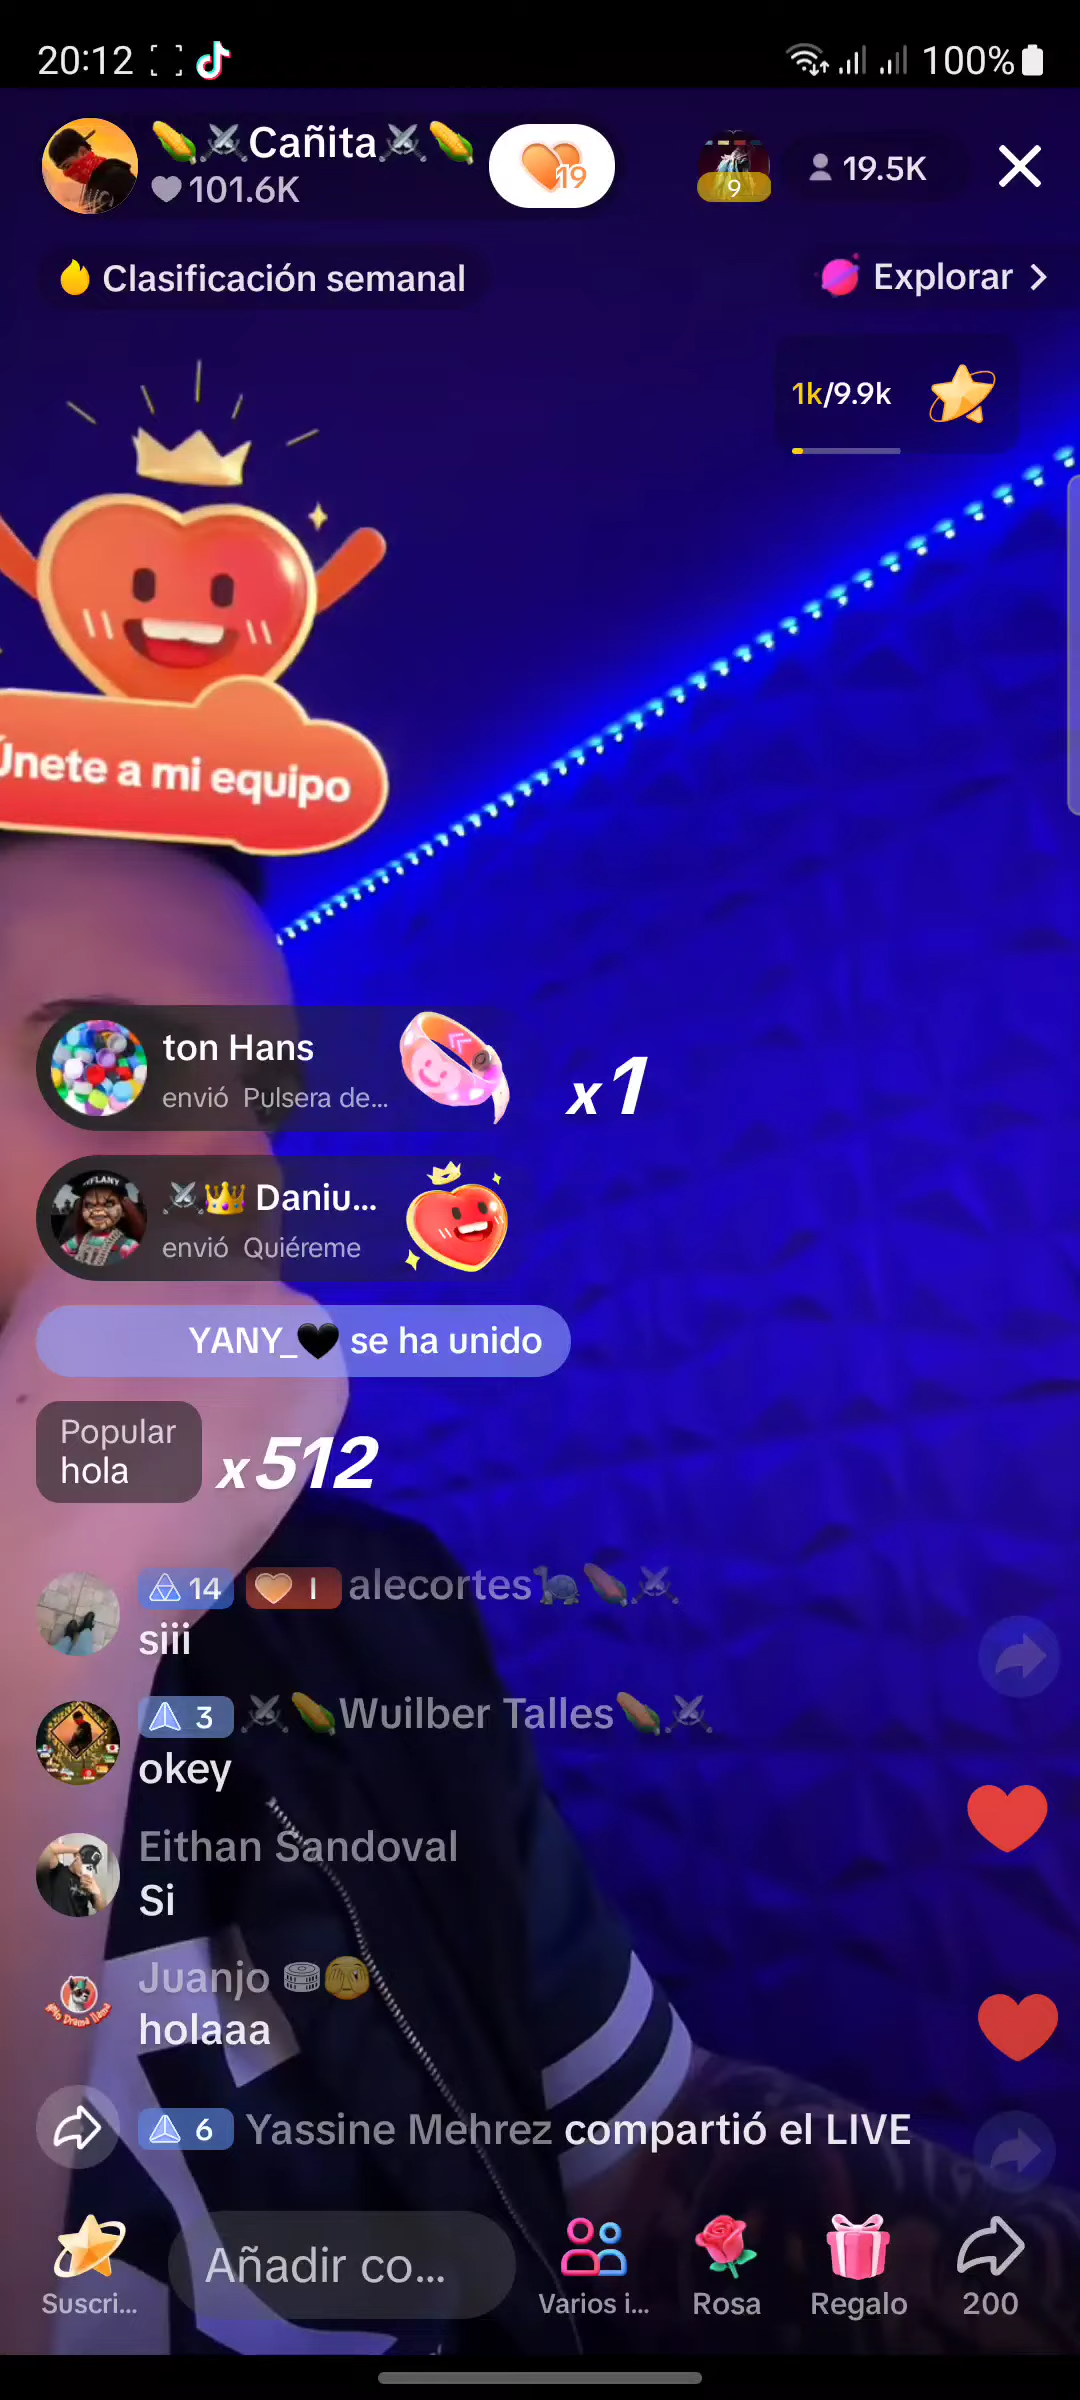 20:12
100%
🌽⚔️Cañita⚔️🌽
101.6K
19
9
19.5K
Clasificación semanal
Explorar
1k/9.9k
Únete a mi equipo
ton Hans
envió Pulsera de...
x1
⚔️👑 Daniu...
envió Quiéreme
YANY_🖤 se ha unido
Popular
hola
x512
14 I alecortes🐢🌽⚔️
siii
3 ⚔️🌽Wuilber Talles🌽⚔️
okey
Eithan Sandoval
Si
Juanjo
holaaa
6 Yassine Mehrez compartió el LIVE
Añadir co...
Suscri...
Varios i...
Rosa
Regalo
200